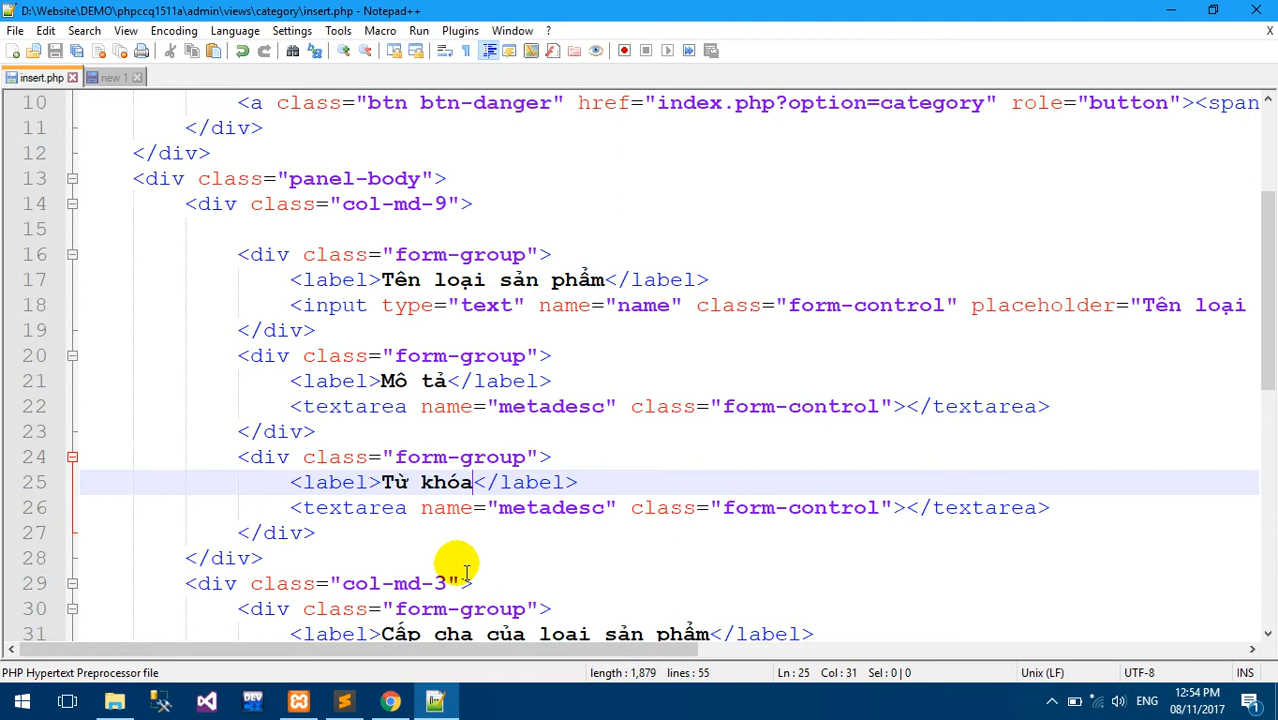 D:\Website\DEMO\phpccq1511a\admin\views\category\insert.php - Notepad++
File Edit Search View Encoding Language Settings Tools Macro Run Plugins Window ? X
insert.php new 1
10 <a class="btn btn-danger" href="index.php?option=category" role="button"><span
11 </div>
12 </div>
13 <div class="panel-body">
14 <div class="col-md-9">
15
16 <div class="form-group">
17 <label>Tên loại sản phẩm</label>
18 <input type="text" name="name" class="form-control" placeholder="Tên loại
19 </div>
20 <div class="form-group">
21 <label>Mô tả</label>
22 <textarea name="metadesc" class="form-control"></textarea>
23 </div>
24 <div class="form-group">
25 <label>Từ khóa</label>
26 <textarea name="metadesc" class="form-control"></textarea>
27 </div>
28 </div>
29 <div class="col-md-3">
30 <div class="form-group">
31 <label>Cấp cha của loại sản phẩm</label>
PHP Hypertext Preprocessor file length : 1,879 lines : 55 Ln : 25 Col : 31 Sel : 0 | 0 Unix (LF) UTF-8 INS
ENG 12:54 PM
08/11/2017